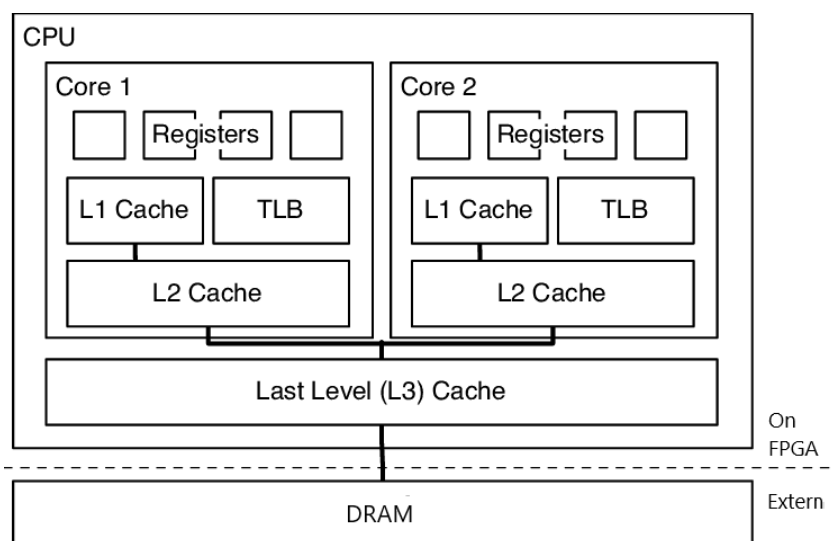 CPU
Core 1
Core 2
Registers
Registers
L1 Cache
TLB
L1 Cache
TLB
L2 Cache
L2 Cache
Last Level (L3) Cache
On
FPGA
DRAM
Extern